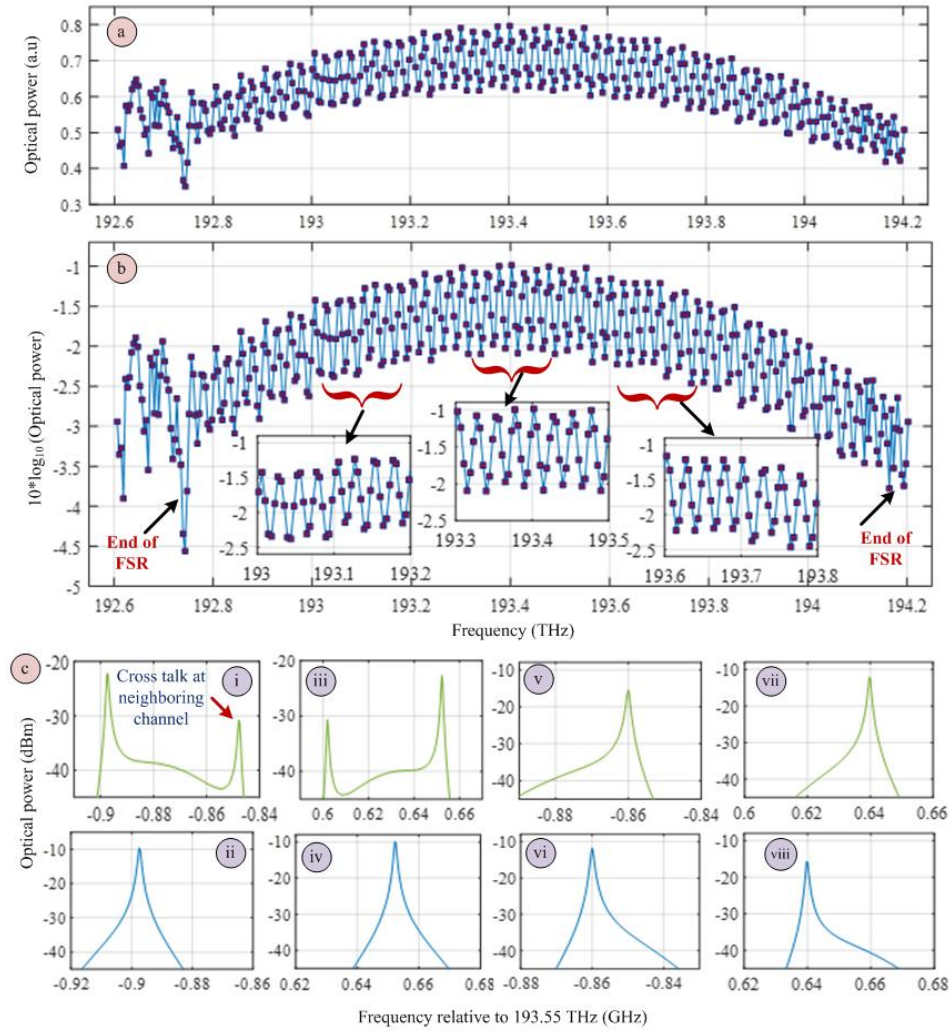 a
Optical power (a.u)
0.8
0.7
0.6
0.5
0.4
0.3
192.6 192.8 193 193.2 193.4 193.6 193.8 194 194.2
b
10*log10 (Optical power)
-1
-1.5
-2
-2.5
-3
-3.5
-4
-4.5
-5
End of
FSR
-1
-1.5
-2
-2.5
193 193.1 193.2
-1
-1.5
-2
-2.5
193.3 193.4 193.5
-1
-1.5
-2
-2.5
193.6 193.7 193.8
End of
FSR
192.6 192.8 193 193.2 193.4 193.6 193.8 194 194.2
Frequency (THz)
c
Optical power (dBm)
-20
-30
-40
Cross talk at
neighboring
channel
i
-0.9 -0.88 -0.86 -0.84
-20
-30
-40
iii
0.6 0.62 0.64 0.66
-10
-20
-30
-40
v
-0.88 -0.86 -0.84
-10
-20
-30
-40
vii
0.6 0.62 0.64 0.66
-10
-20
-30
-40
ii
-0.92 -0.9 -0.88 -0.86
-10
-20
-30
-40
iv
0.62 0.64 0.66 0.68
-10
-20
-30
-40
vi
-0.88 -0.86 -0.84
-10
-20
-30
-40
viii
0.62 0.64 0.66 0.68
Frequency relative to 193.55 THz (GHz)